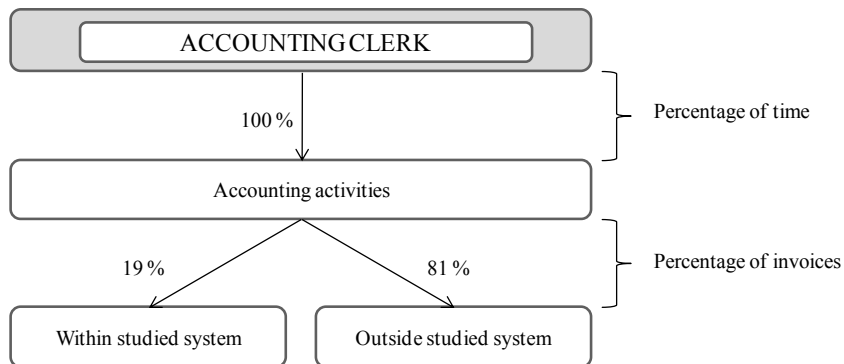 ACCOUNTING CLERK
100 %
Percentage of time
Accounting activities
19 %
81 %
Percentage of invoices
Within studied system
Outside studied system